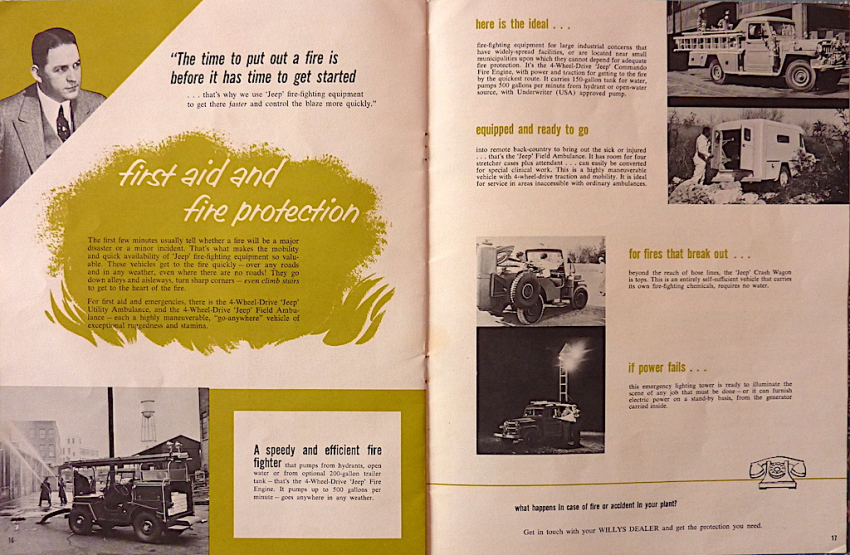 "The time to put out a fire is
before it has time to get started
. . . that's why we use 'Jeep' fire-fighting equipment
to get there faster and control the blaze more quickly."
first aid and
fire protection
The first few minutes usually tell whether a fire will be a major
disaster or a minor incident. That's what makes the mobility
and quick availability of 'Jeep' fire-fighting equipment so valu-
able. These vehicles get to the fire quickly — over any roads
and in any weather, even where there are no roads! They go
down alleys and aisleways, turn sharp corners — even climb stairs
to get to the heart of the fire.
For first aid and emergencies, there is the 4-Wheel-Drive 'Jeep'
Utility Ambulance, and the 4-Wheel-Drive 'Jeep' Field Ambu-
lance — each a highly maneuverable, "go-anywhere" vehicle of
exceptional ruggedness and stamina.
A speedy and efficient fire
fighter that pumps from hydrants, open
water or from optional 200-gallon trailer
tank — that's the 4-Wheel-Drive 'Jeep' Fire
Engine. It pumps up to 500 gallons per
minute — goes anywhere in any weather.
16
here is the ideal . . .
fire-fighting equipment for large industrial concerns that
have widely-spread facilities, or are located near small
municipalities upon which they cannot depend for adequate
fire protection. It's the 4-Wheel-Drive 'Jeep' Commando
Fire Engine, with power and traction for getting to the fire
by the quickest route. It carries 150-gallon tank for water,
pumps 500 gallons per minute from hydrant or open-water
source, with Underwriter (USA) approved pump.
equipped and ready to go
into remote back-country to bring out the sick or injured
. . . that's the 'Jeep' Field Ambulance. It has room for four
stretcher cases plus attendant . . . can easily be converted
for special clinical work. This is a highly maneuverable
vehicle with 4-wheel-drive traction and mobility. It is ideal
for service in areas inaccessible with ordinary ambulances.
for fires that break out . . .
beyond the reach of hose lines, the 'Jeep' Crash Wagon
is tops. This is an entirely self-sufficient vehicle that carries
its own fire-fighting chemicals, requires no water.
if power fails . . .
this emergency lighting tower is ready to illuminate the
scene of any job that must be done — or it can furnish
electric power on a stand-by basis, from the generator
carried inside.
what happens in case of fire or accident in your plant?
Get in touch with your WILLYS DEALER and get the protection you need.
17